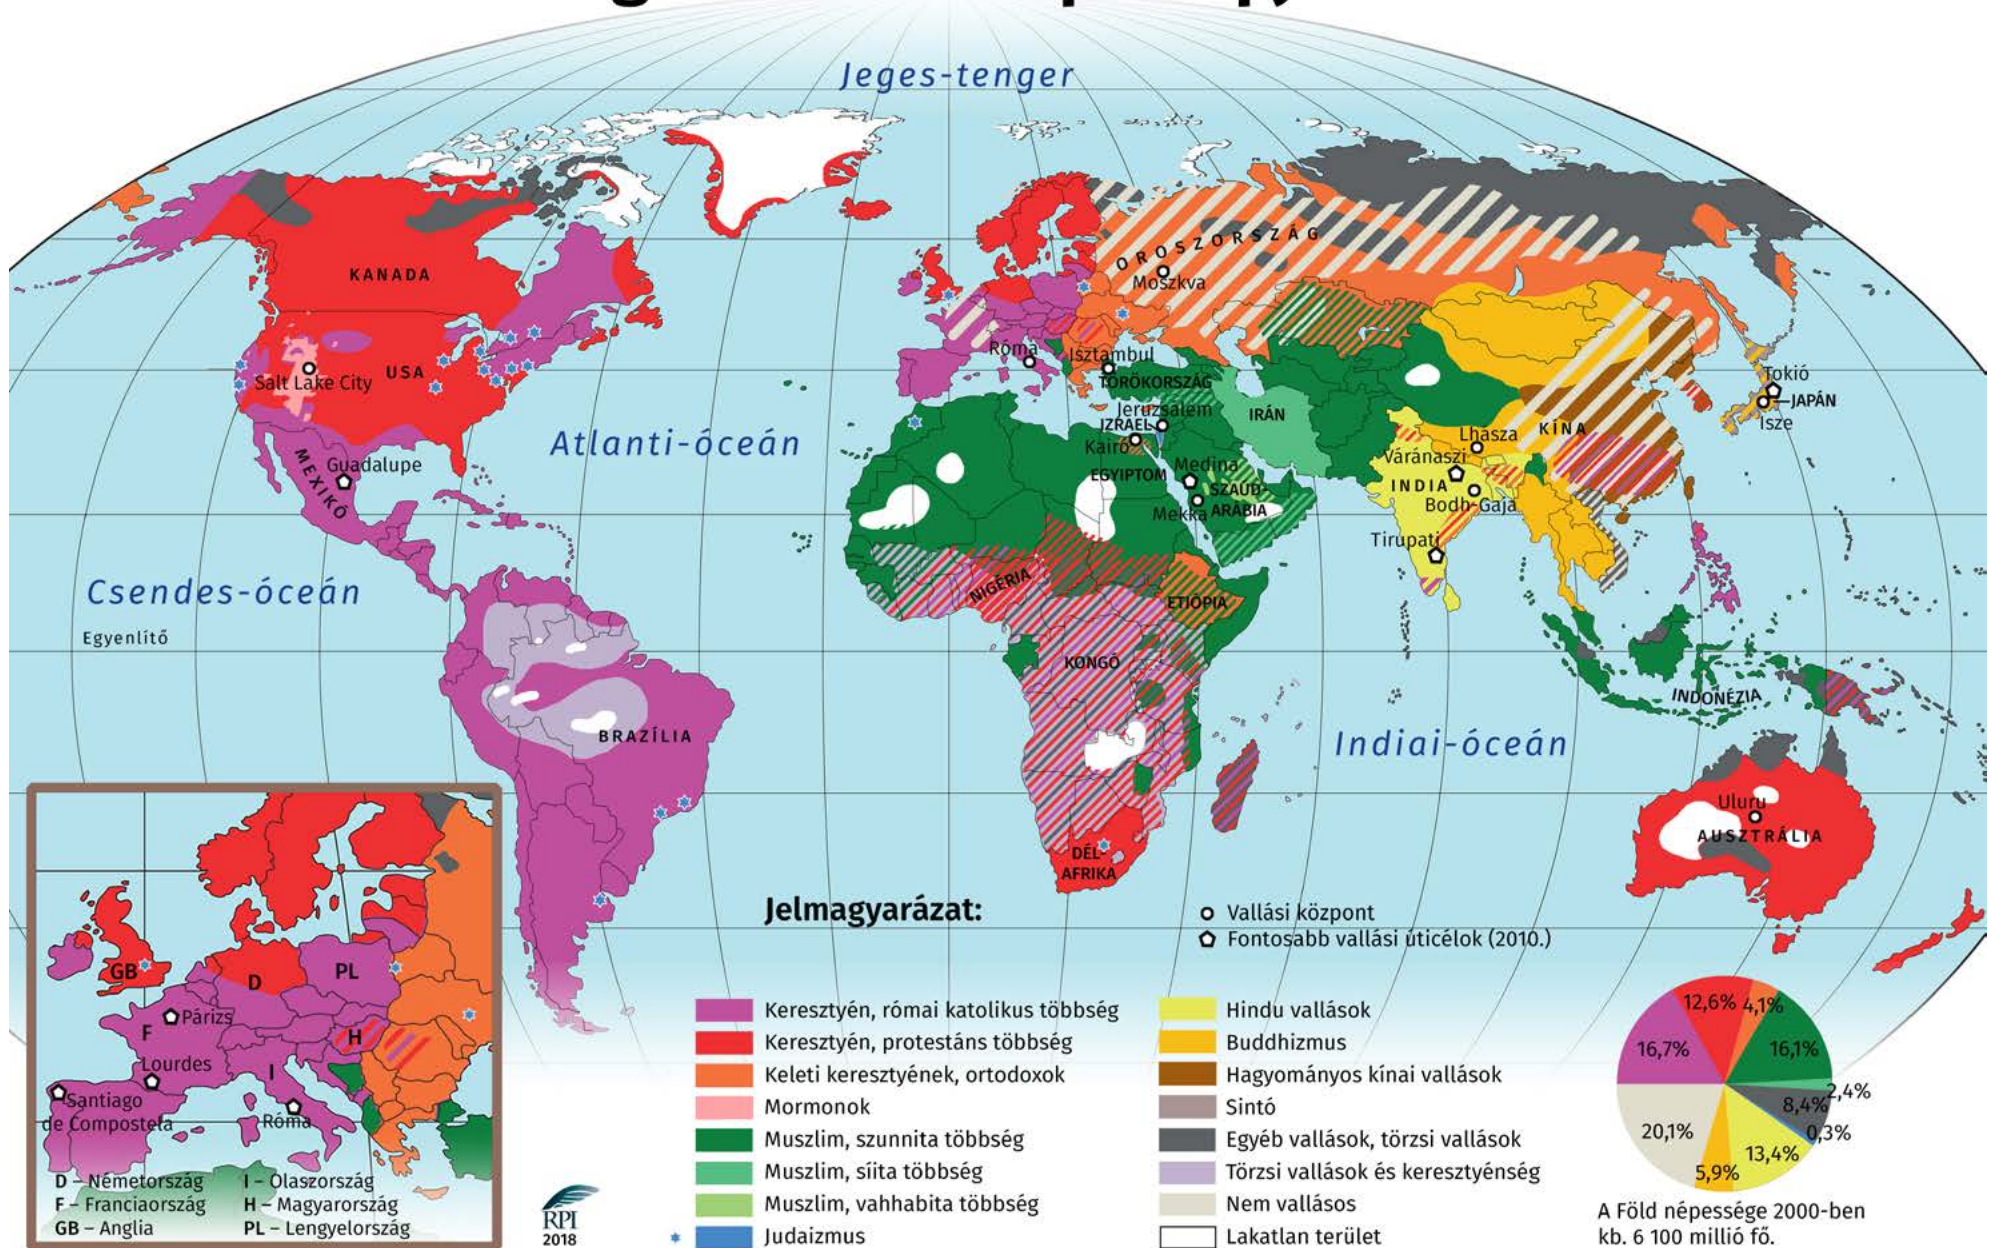 Jeges-tenger
OROSZORSZÁG
Moszkva
KANADA
USA
Salt Lake City
Róma
Isztambul
TÖRÖKORSZÁG
Tokió
JAPÁN
Isze
Jeruzsálem
IZRAEL
IRÁN
Kairó
Atlanti-óceán
KÍNA
Lhásza
Váránaszi
MEXIKÓ
Guadalupe
EGYIPTOM
Medina
SZAÚD-
ARÁBIA
Mekka
INDIA
Bodh-Gaja
Tirupati
Csendes-óceán
NIGÉRIA
ETIÓPIA
Egyenlítő
KONGÓ
INDONÉZIA
BRAZÍLIA
Indiai-óceán
Uluru
AUSZTRÁLIA
DÉL-
AFRIKA
GB
D
PL
Párizs
F
H
Lourdes
I
Santiago
de Compostela
Róma
D – Németország
F – Franciaország
GB – Anglia
I – Olaszország
H – Magyarország
PL – Lengyelország
RPI
2018
Jelmagyarázat:
Vallási központ
Fontosabb vallási úticélok (2010.)
Keresztyén, római katolikus többség
Keresztyén, protestáns többség
Keleti keresztyének, ortodoxok
Mormonok
Muszlim, szunnita többség
Muszlim, síita többség
Muszlim, vahhabita többség
Judaizmus
Hindu vallások
Buddhizmus
Hagyományos kínai vallások
Sintó
Egyéb vallások, törzsi vallások
Törzsi vallások és keresztyénség
Nem vallásos
Lakatlan terület
12,6%
4,1%
16,7%
16,1%
2,4%
8,4%
0,3%
20,1%
13,4%
5,9%
A Föld népessége 2000-ben
kb. 6 100 millió fő.